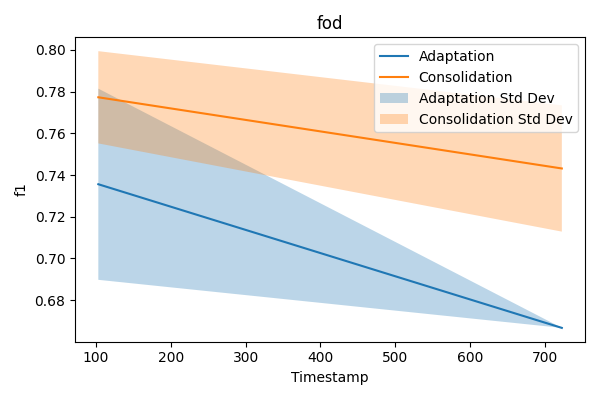 fod
0.80
0.78
0.76
0.74
0.72
0.70
0.68
f1
Adaptation
Consolidation
Adaptation Std Dev
Consolidation Std Dev
100 200 300 400 500 600 700
Timestamp